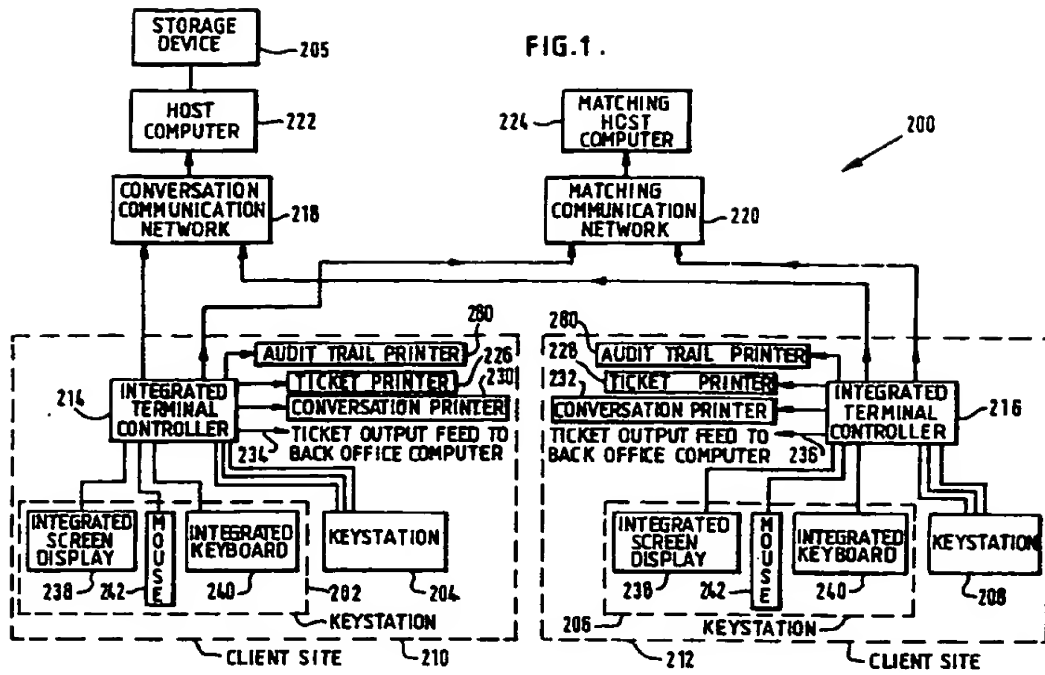 STORAGE
DEVICE
205
FIG.1.
HOST
COMPUTER
222
224
MATCHING
HOST
COMPUTER
200
CONVERSATION
COMMUNICATION
NETWORK
218
MATCHING
COMMUNICATION
NETWORK
220
280
AUDIT TRAIL PRINTER
226
TICKET PRINTER
230
CONVERSATION PRINTER
214
INTEGRATED
TERMINAL
CONTROLLER
234
TICKET OUTPUT FEED TO
BACK OFFICE COMPUTER
INTEGRATED
SCREEN
DISPLAY
MOUSE
INTEGRATED
KEYBOARD
KEYSTATION
238
242
240
202
204
KEYSTATION
CLIENT SITE
210
280
AUDIT TRAIL PRINTER
228
TICKET PRINTER
232
CONVERSATION PRINTER
INTEGRATED
TERMINAL
CONTROLLER
216
TICKET OUTPUT FEED TO
BACK OFFICE COMPUTER
236
INTEGRATED
SCREEN
DISPLAY
MOUSE
INTEGRATED
KEYBOARD
KEYSTATION
238
242
240
208
206
KEYSTATION
212
CLIENT SITE